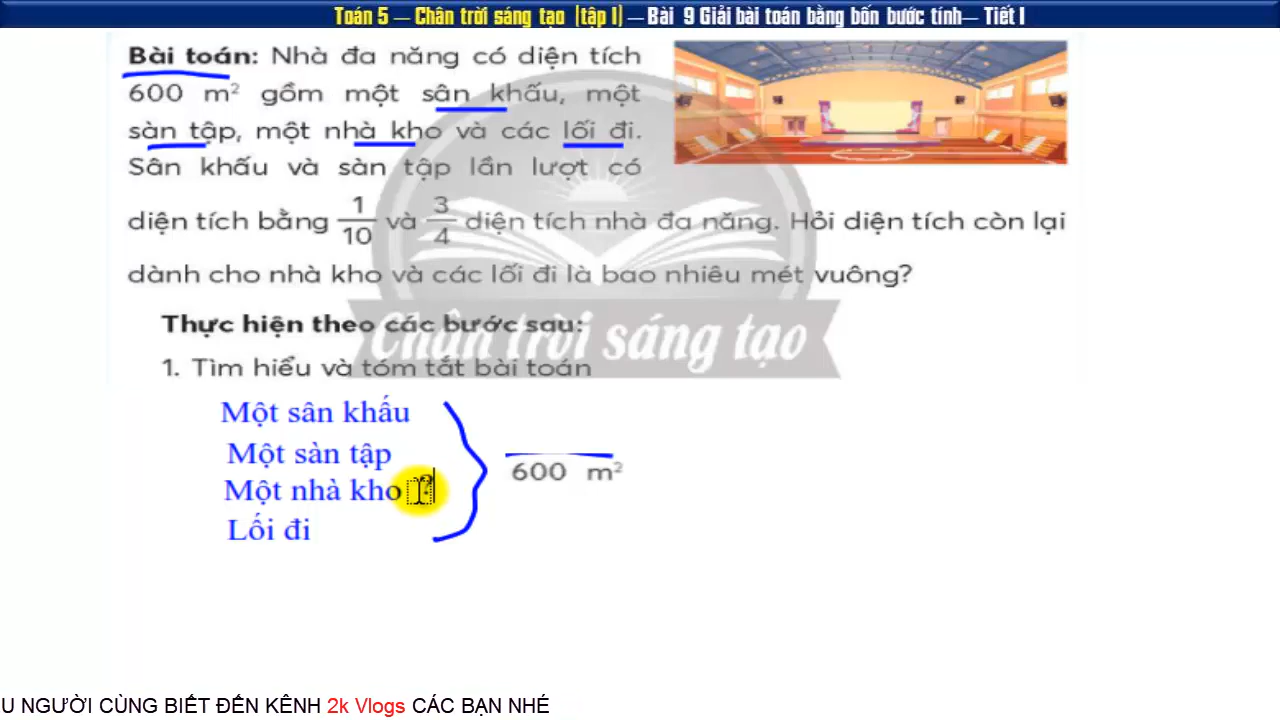 Toán 5 – Chân trời sáng tạo (tập 1) – Bài 9 Giải bài toán bằng bốn bước tính– Tiết 1
Bài toán: Nhà đa năng có diện tích
600 m² gồm một sân khấu, một
sàn tập, một nhà kho và các lối đi.
Sân khấu và sàn tập lần lượt có
diện tích bằng 1/10 và 3/4 diện tích nhà đa năng. Hỏi diện tích còn lại
dành cho nhà kho và các lối đi là bao nhiêu mét vuông?
Thực hiện theo các bước sau:
Chân trời sáng tạo
1. Tìm hiểu và tóm tắt bài toán
Một sân khấu
Một sàn tập
600 m²
Một nhà kho
Lối đi
U NGƯỜI CÙNG BIẾT ĐẾN KÊNH 2k Vlogs CÁC BẠN NHÉ